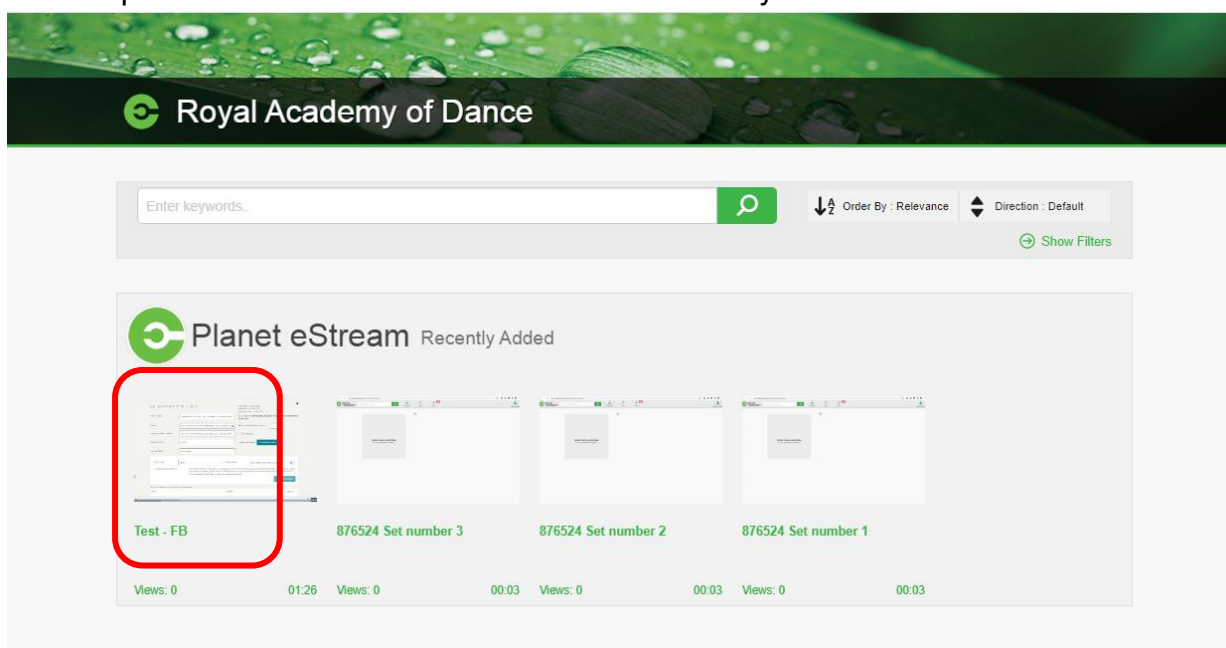 Royal Academy of Dance
Enter keywords..
Order By : Relevance
Direction : Default
Show Filters
Planet eStream Recently Added
Test - FB
876524 Set number 3
876524 Set number 2
876524 Set number 1
Views: 0 01:26
Views: 0 00:03
Views: 0 00:03
Views: 0 00:03